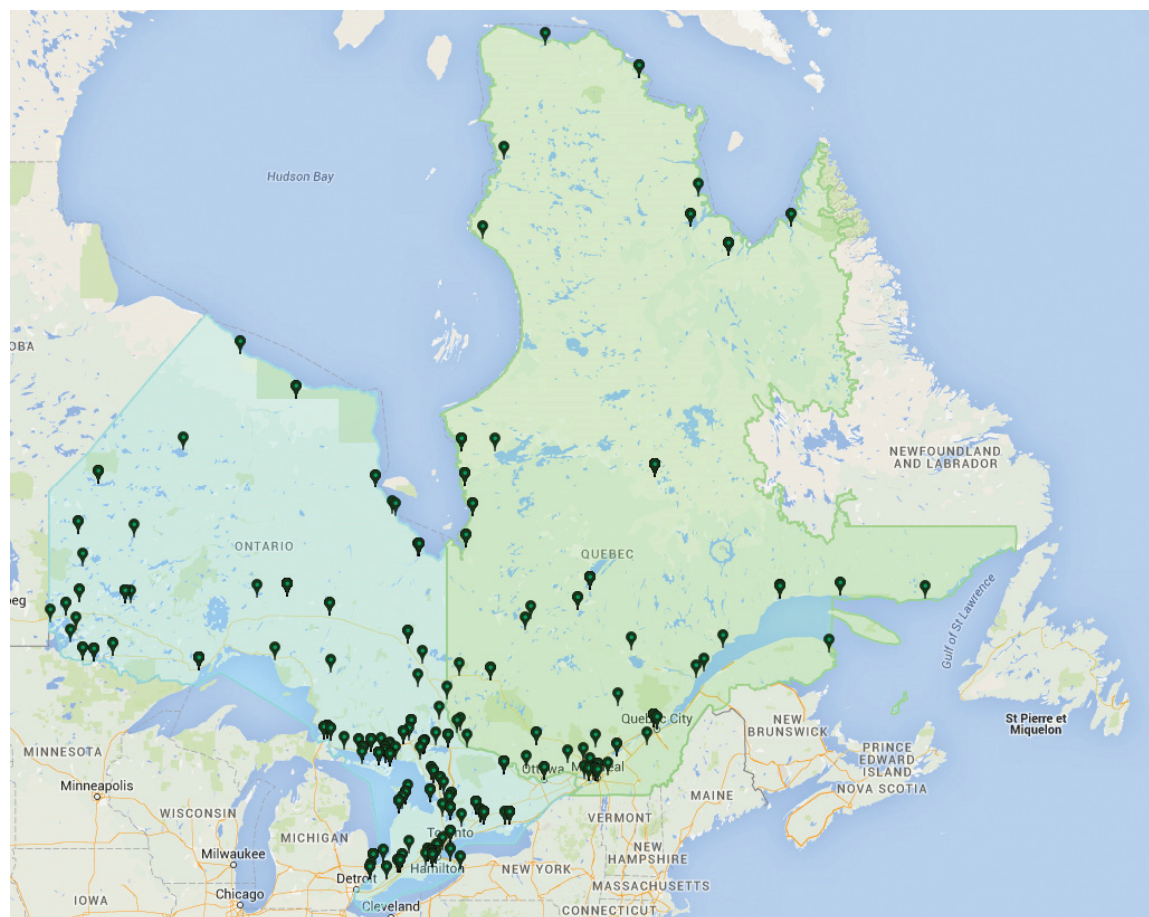 Hudson Bay
OBA
NEWFOUNDLAND
AND LABRADOR
ONTARIO
QUEBEC
peg
Gulf of St Lawrence
St Pierre et
Miquelon
Quebec City
NEW
BRUNSWICK
PRINCE
EDWARD
ISLAND
NOVA SCOTIA
MINNESOTA
Minneapolis
Ottawa
Montreal
MAINE
WISCONSIN
MICHIGAN
VERMONT
Toronto
Milwaukee
Hamilton
NEW
HAMPSHIRE
NEW YORK
Detroit
MASSACHUSETTS
Chicago
IOWA
Cleveland
CONNECTICUT